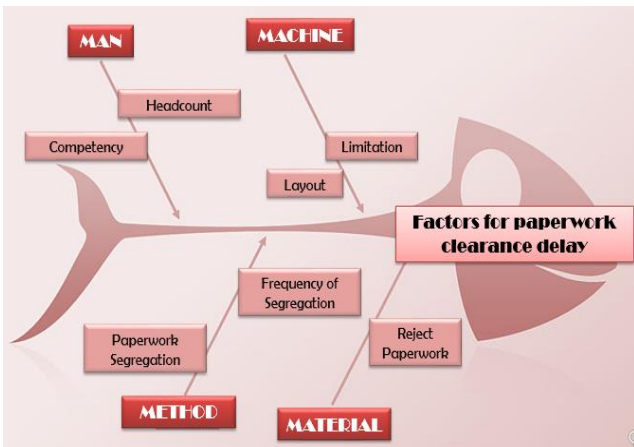 MAN
MACHINE
Headcount
Competency
Limitation
Layout
Factors for paperwork
clearance delay
Frequency of
Segregation
Paperwork
Segregation
Reject
Paperwork
METHOD
MATERIAL